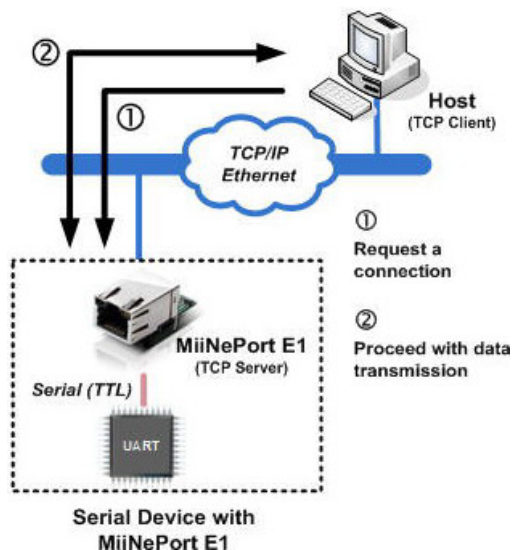 ②
①
Host
(TCP Client)
TCP/IP
Ethernet
①
Request a
connection
②
Proceed with data
transmission
MiiNePort E1
(TCP Server)
Serial (TTL)
UART
Serial Device with
MiiNePort E1